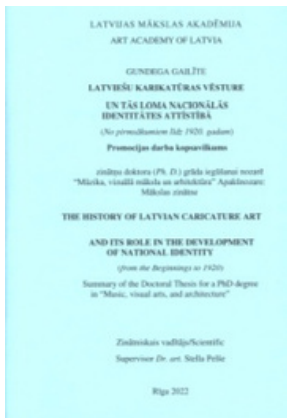 LATVIJAS MĀKSLAS AKADĒMIJA
ART ACADEMY OF LATVIA
GUNDEGA GAILĪTE
LATVIEŠU KARIKATŪRAS VĒSTURE
UN TĀS LOMA NACIONĀLĀS
IDENTITĀTES ATTĪSTĪBĀ
(No pirmsākumiem līdz 1920. gadam)
Promocijas darba kopsavilkums
zinātņu doktora (Ph. D.) grāda iegūšanai nozarē
"Mūzika, vizuālā māksla un arhitektūra" Apakšnozare:
Mākslas zinātne
THE HISTORY OF LATVIAN CARICATURE ART
AND ITS ROLE IN THE DEVELOPMENT
OF NATIONAL IDENTITY
(from the Beginnings to 1920)
Summary of the Doctoral Thesis for a PhD degree
in "Music, visual arts, and architecture"
Zinātniskais vadītājs/Scientific
Supervisor Dr. art. Stella Pelše
Rīga 2022